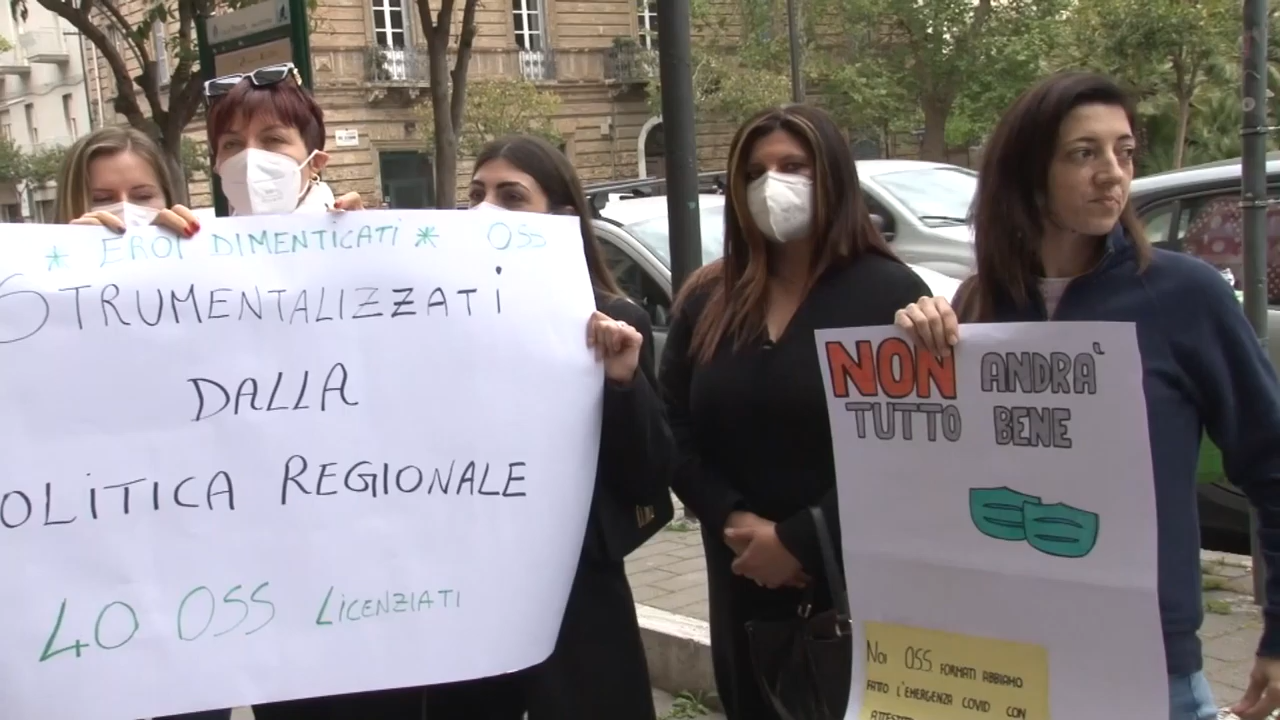 * EROI DIMENTICATI * OSS
STRUMENTALIZZATI
DALLA
POLITICA REGIONALE
40 OSS LICENZIATI
NON ANDRA'
TUTTO BENE
NOI OSS FORMATI ABBIAMO
FATTO L'EMERGENZA COVID CON